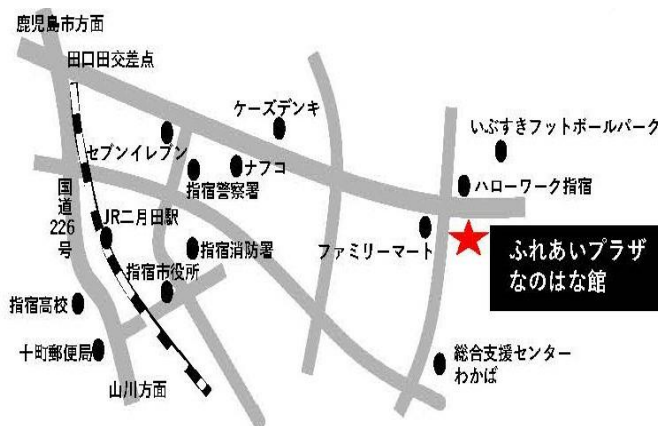 鹿児島市方面
田口田交差点
ケーズデンキ
いぶすきフットボールパーク
セブンイレブン
ナフコ
指宿警察署
ハローワーク指宿
国道226号
JR二月田駅
指宿消防署
ファミリーマート
ふれあいプラザ
なのはな館
指宿市役所
指宿高校
十町郵便局
山川方面
総合支援センター
わかば